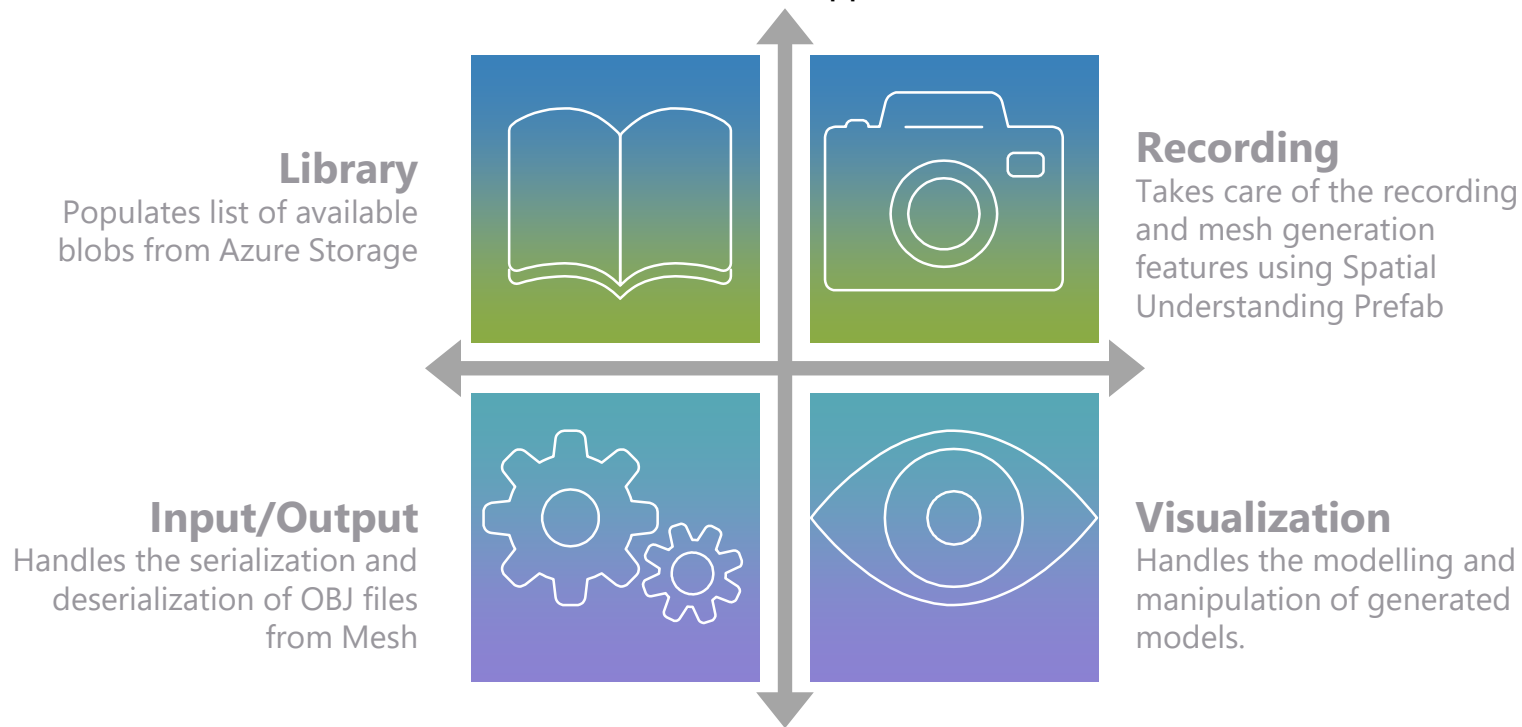 Library
Populates list of available
blobs from Azure Storage
Recording
Takes care of the recording
and mesh generation
features using Spatial
Understanding Prefab
Input/Output
Handles the serialization and
deserialization of OBJ files
from Mesh
Visualization
Handles the modelling and
manipulation of generated
models.